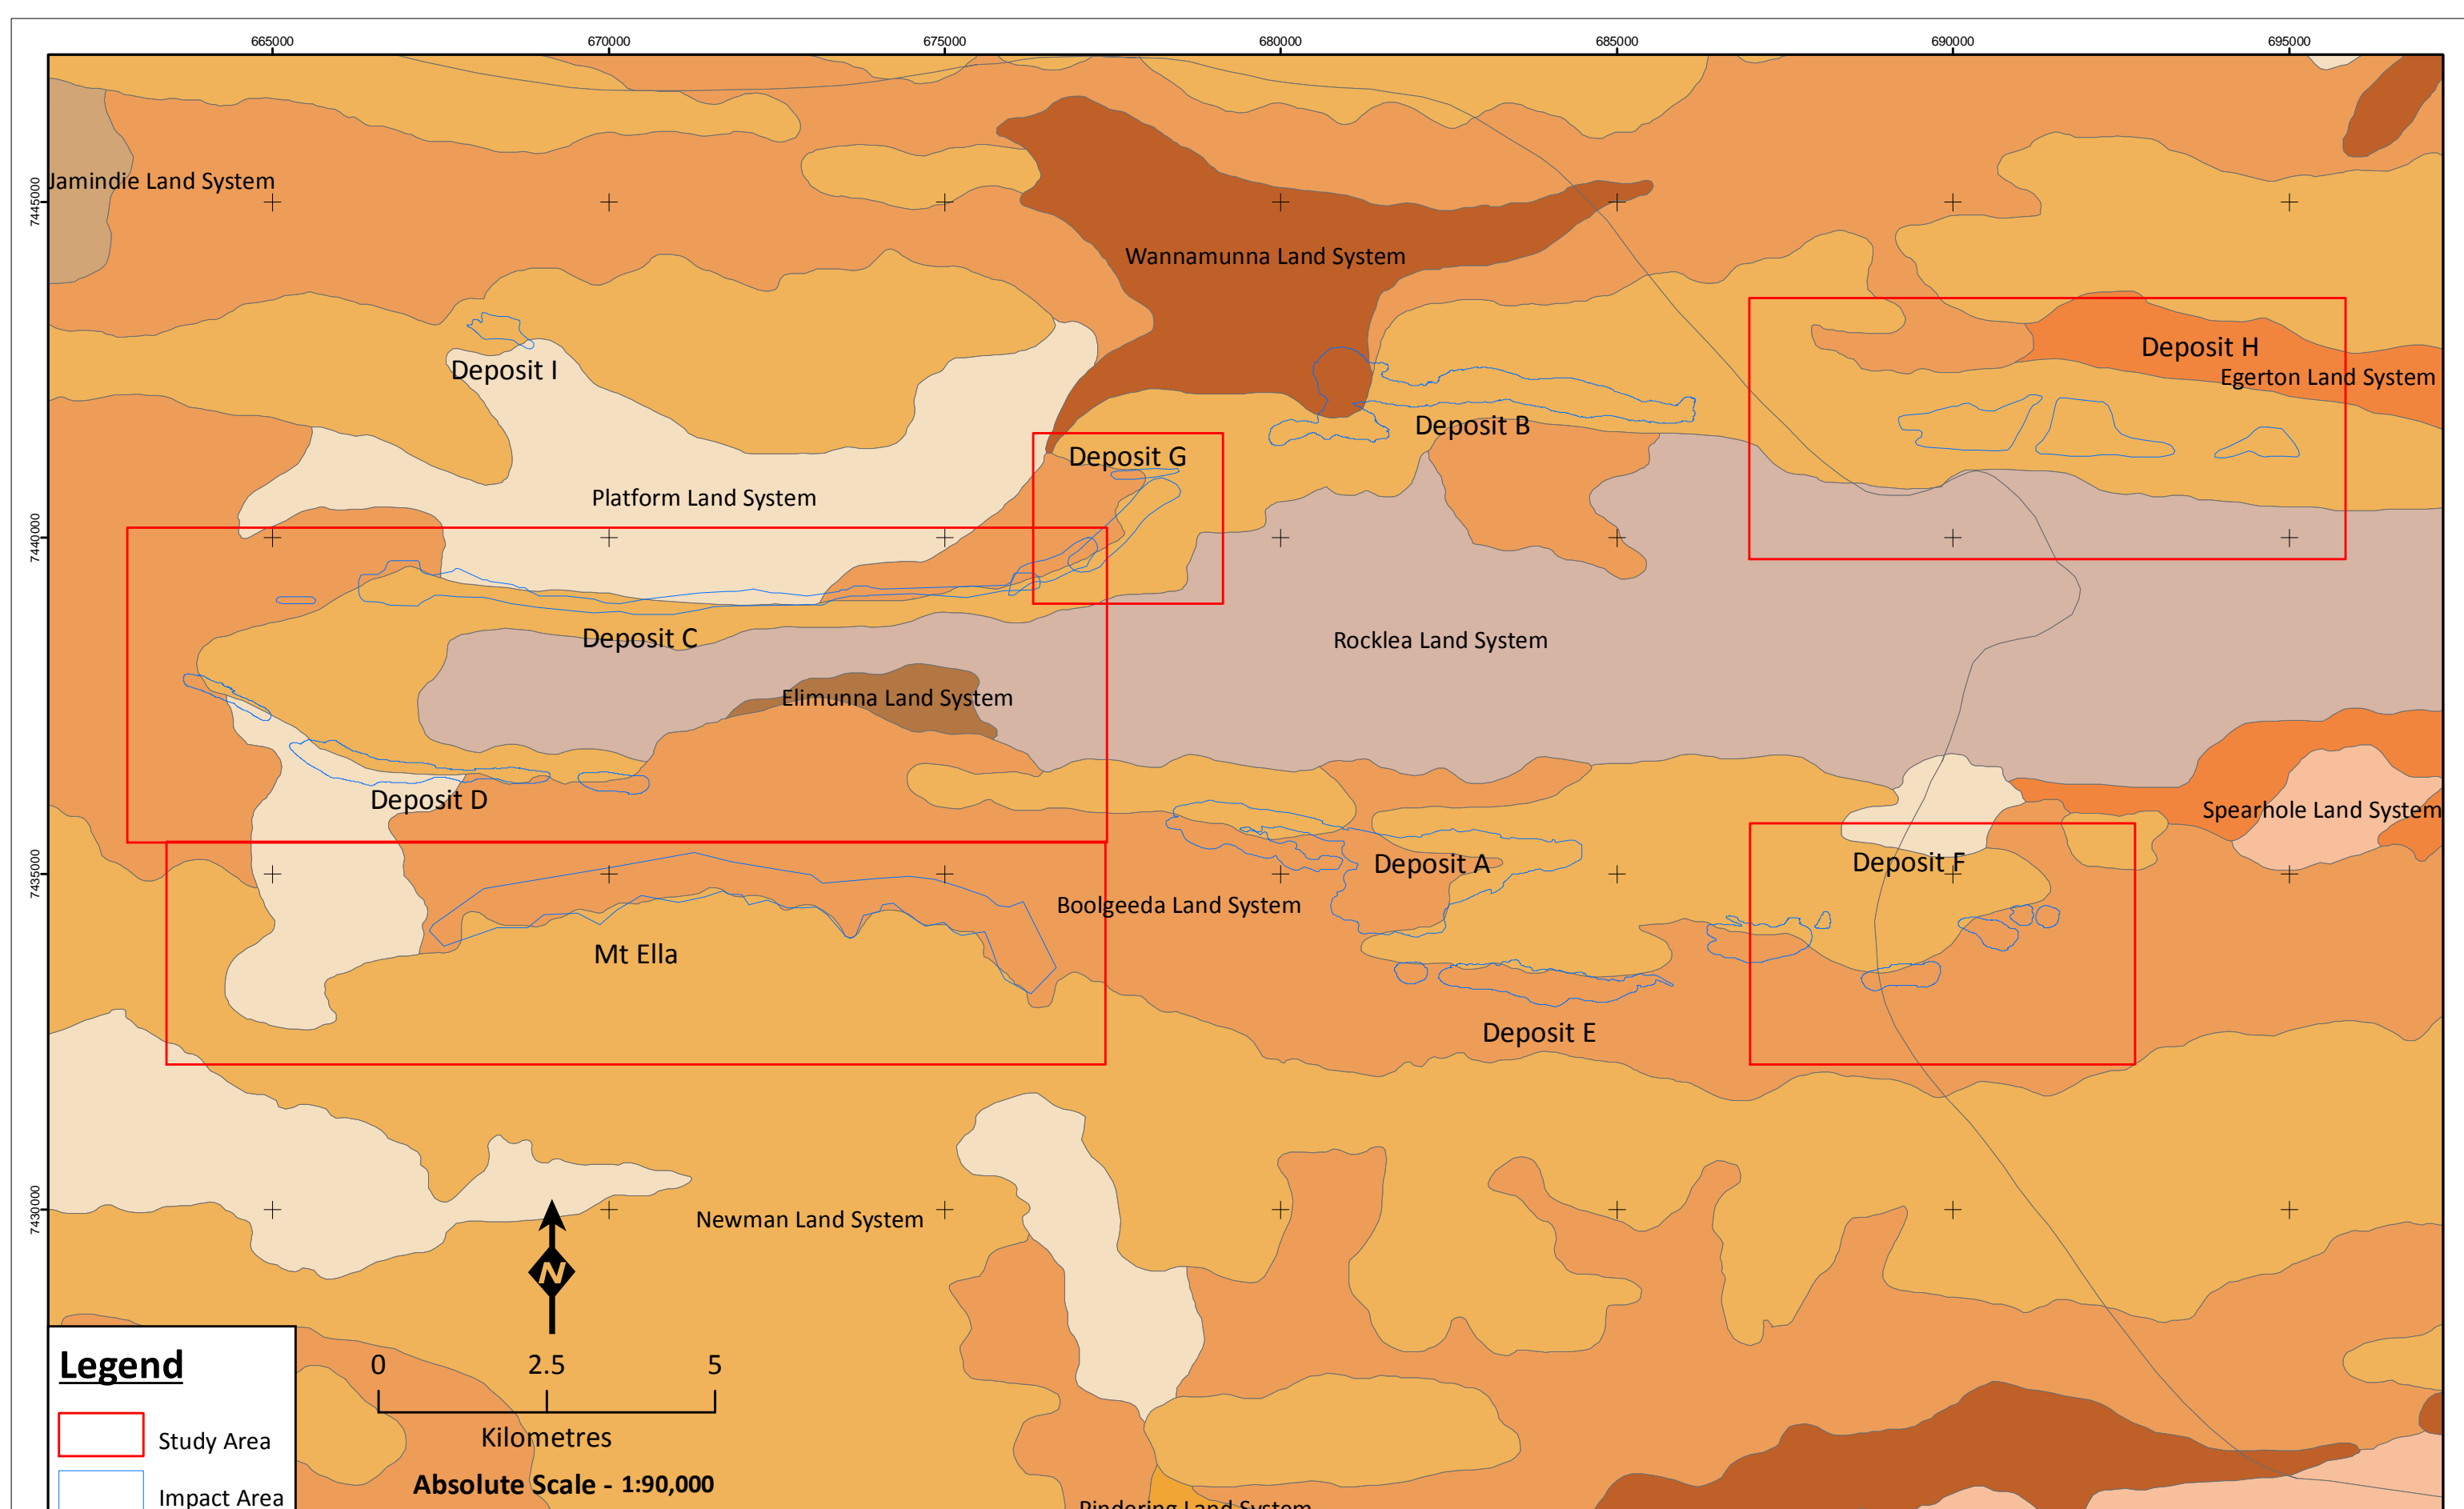 665000 670000 675000 680000 685000 690000 695000
Jamindie Land System
7445000
Wannamunna Land System
Deposit H
Deposit I
Egerton Land System
Deposit B
Deposit G
Platform Land System
7440000
Deposit C
Rocklea Land System
Elimunna Land System
Deposit D
Spearhole Land System
Deposit A
Deposit F
7435000
Boolgeeda Land System
Mt Ella
Deposit E
7430000
Newman Land System
N
Legend
0 2.5 5
Kilometres
Study Area
Absolute Scale - 1:90,000
Impact Area
Pindering Land System